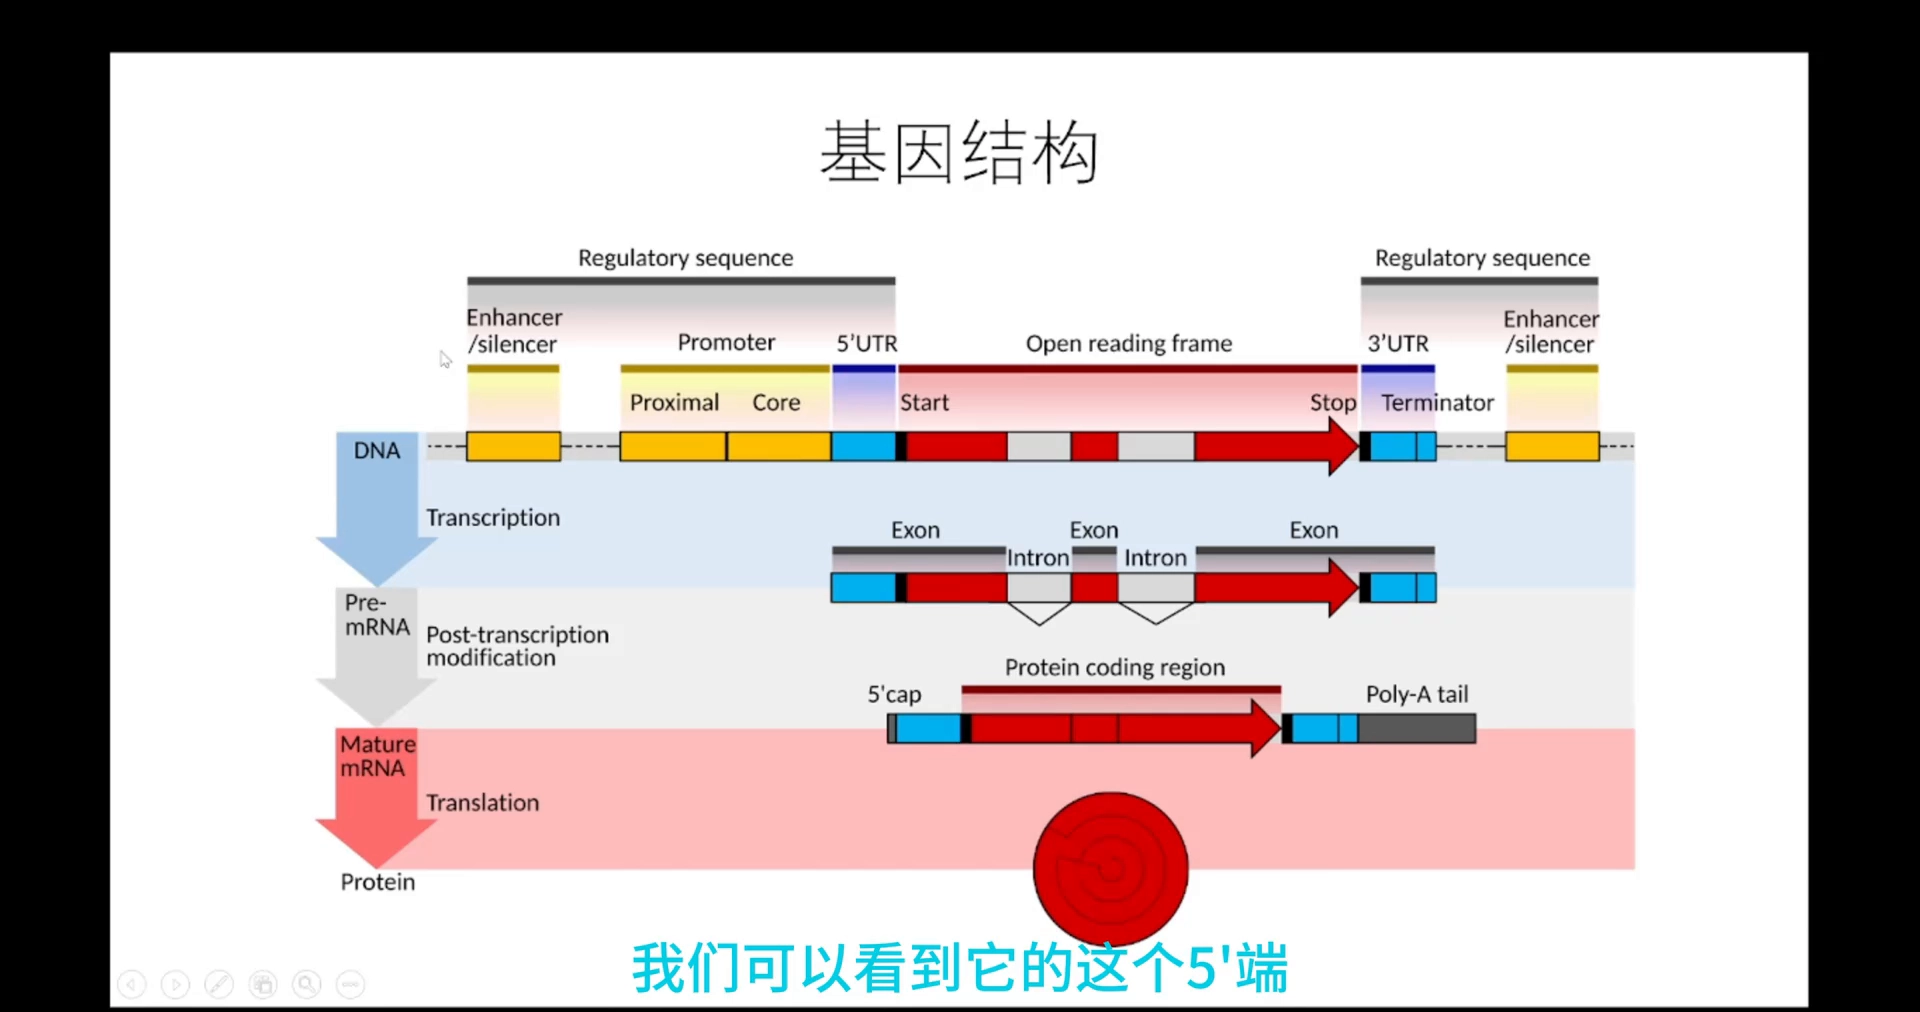 基因结构
Regulatory sequence
Regulatory sequence
Enhancer
/silencer
Promoter
5’UTR
Open reading frame
3’UTR
Enhancer
/silencer
Proximal
Core
Start
Stop
Terminator
DNA
Transcription
Exon
Exon
Exon
Intron
Intron
Pre-
mRNA
Post-transcription
modification
Protein coding region
5'cap
Poly-A tail
Mature
mRNA
Translation
Protein
我们可以看到它的这个5'端